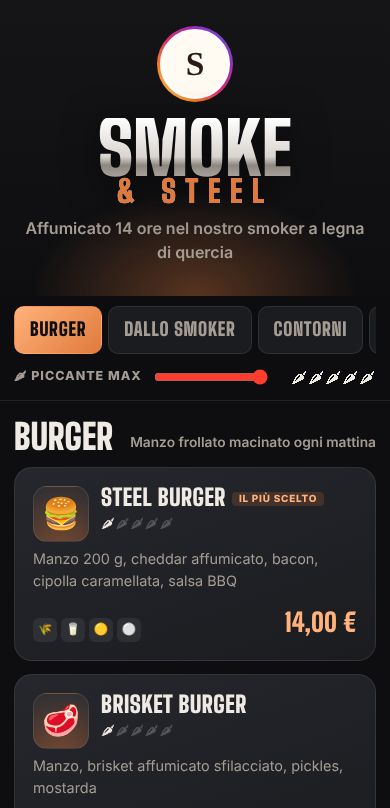 S
SMOKE
& STEEL
Affumicato 14 ore nel nostro smoker a legna
di quercia
BURGER
DALLO SMOKER
CONTORNI
PICCANTE MAX
BURGER
Manzo frollato macinato ogni mattina
STEEL BURGER
IL PIÙ SCELTO
Manzo 200 g, cheddar affumicato, bacon,
cipolla caramellata, salsa BBQ
14,00 €
BRISKET BURGER
Manzo, brisket affumicato sfilacciato, pickles,
mostarda